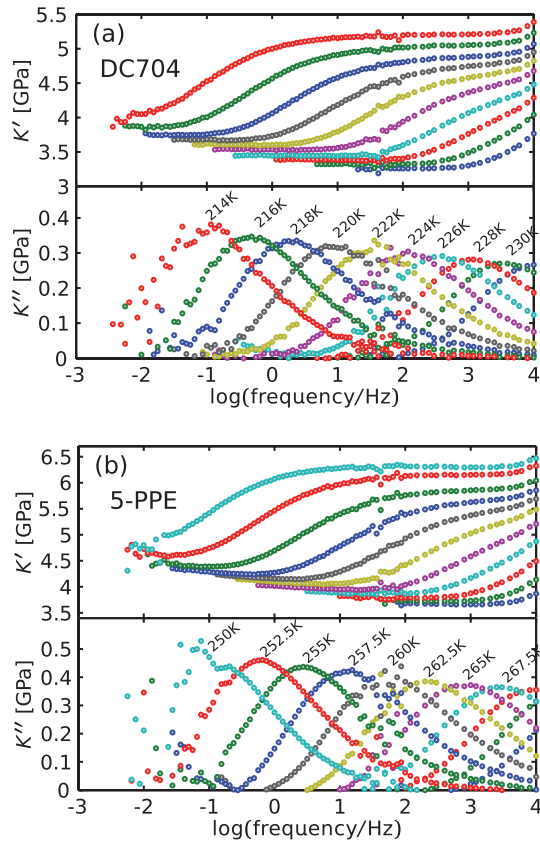 (a)
DC704
K′ [GPa]
5.5
5
4.5
4
3.5
3
K″ [GPa]
0.4
0.3
0.2
0.1
0
214K
216K
218K
220K
222K
224K
226K
228K
230K
-3 -2 -1 0 1 2 3 4
log(frequency/Hz)
(b)
5-PPE
K′ [GPa]
6.5
6
5.5
5
4.5
4
3.5
K″ [GPa]
0.5
0.4
0.3
0.2
0.1
0
250K
252.5K
255K
257.5K
260K
262.5K
265K
267.5
-3 -2 -1 0 1 2 3 4
log(frequency/Hz)